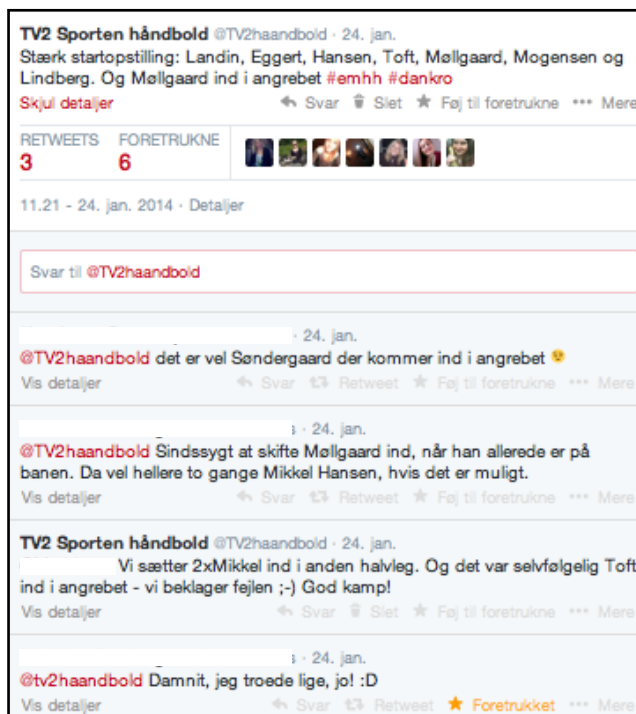 TV2 Sporten håndbold @TV2haandbold · 24. jan.
Stærk startopstilling: Landin, Eggert, Hansen, Toft, Møllgaard, Mogensen og
Lindberg. Og Møllgaard ind i angrebet #emhh #dankro
Skjul detaljer Svar Slet Føj til foretrukne Mere
RETWEETS FORETRUKNE
3 6
11.21 - 24. jan. 2014 · Detaljer
Svar til @TV2haandbold
· 24. jan.
@TV2haandbold det er vel Søndergaard der kommer ind i angrebet 😟
Vis detaljer Svar Retweet Føj til foretrukne Mere
· 24. jan.
@TV2haandbold Sindssygt at skifte Møllgaard ind, når han allerede er på
banen. Da vel hellere to gange Mikkel Hansen, hvis det er muligt.
Vis detaljer Svar Retweet Føj til foretrukne Mere
TV2 Sporten håndbold @TV2haandbold · 24. jan.
Vi sætter 2xMikkel ind i anden halvleg. Og det var selvfølgelig Toft
ind i angrebet - vi beklager fejlen ;-) God kamp!
Vis detaljer Svar Slet Føj til foretrukne Mere
· 24. jan.
@tv2haandbold Damnit, jeg troede lige, jo! :D
Vis detaljer Svar Retweet Foretrukket Mere